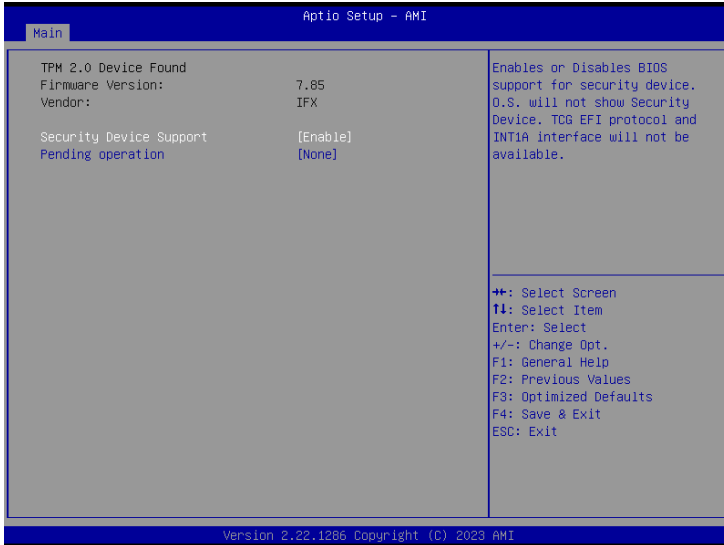 Aptio Setup – AMI
Main
TPM 2.0 Device Found
Firmware Version: 7.85
Vendor: IFX
Security Device Support [Enable]
Pending operation [None]
Enables or Disables BIOS
support for security device.
O.S. will not show Security
Device. TCG EFI protocol and
INT1A interface will not be
available.
→←: Select Screen
↑↓: Select Item
Enter: Select
+/-: Change Opt.
F1: General Help
F2: Previous Values
F3: Optimized Defaults
F4: Save & Exit
ESC: Exit
Version 2.22.1286 Copyright (C) 2023 AMI